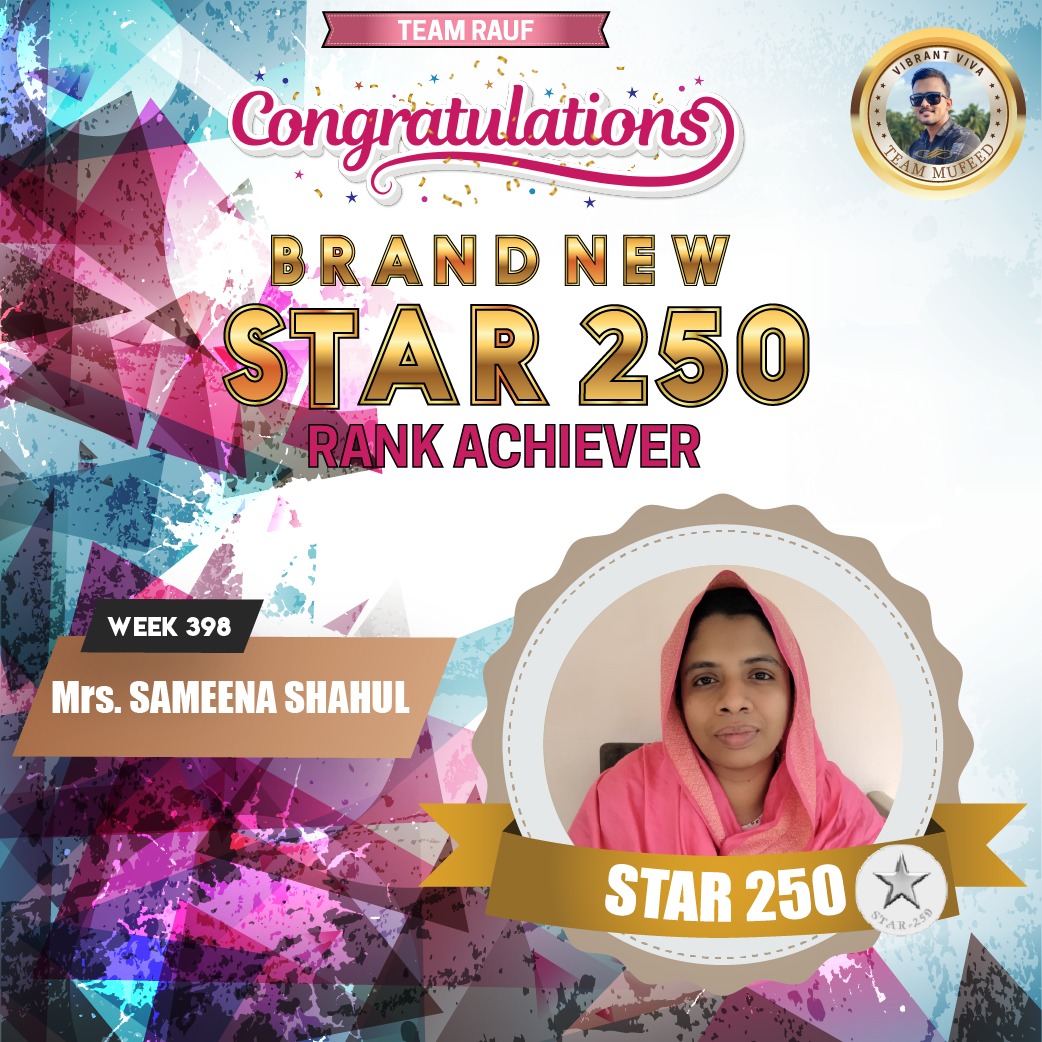 TEAM RAUF
VIBRANT VIVA
TEAM MUFEED
Congratulations
BRAND NEW
STAR 250
RANK ACHIEVER
WEEK 398
Mrs. SAMEENA SHAHUL
STAR 250
STAR-250